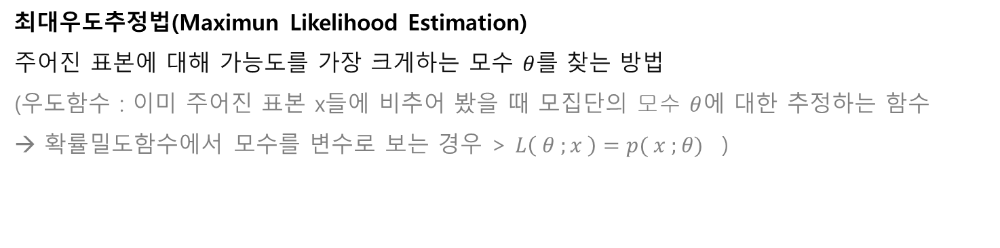 최대우도추정법(Maximun Likelihood Estimation)
주어진 표본에 대해 가능도를 가장 크게하는 모수 θ를 찾는 방법
(우도함수 : 이미 주어진 표본 x들에 비추어 봤을 때 모집단의 모수 θ에 대한 추정하는 함수
→ 확률밀도함수에서 모수를 변수로 보는 경우 > L( θ ; x ) = p( x ; θ) )